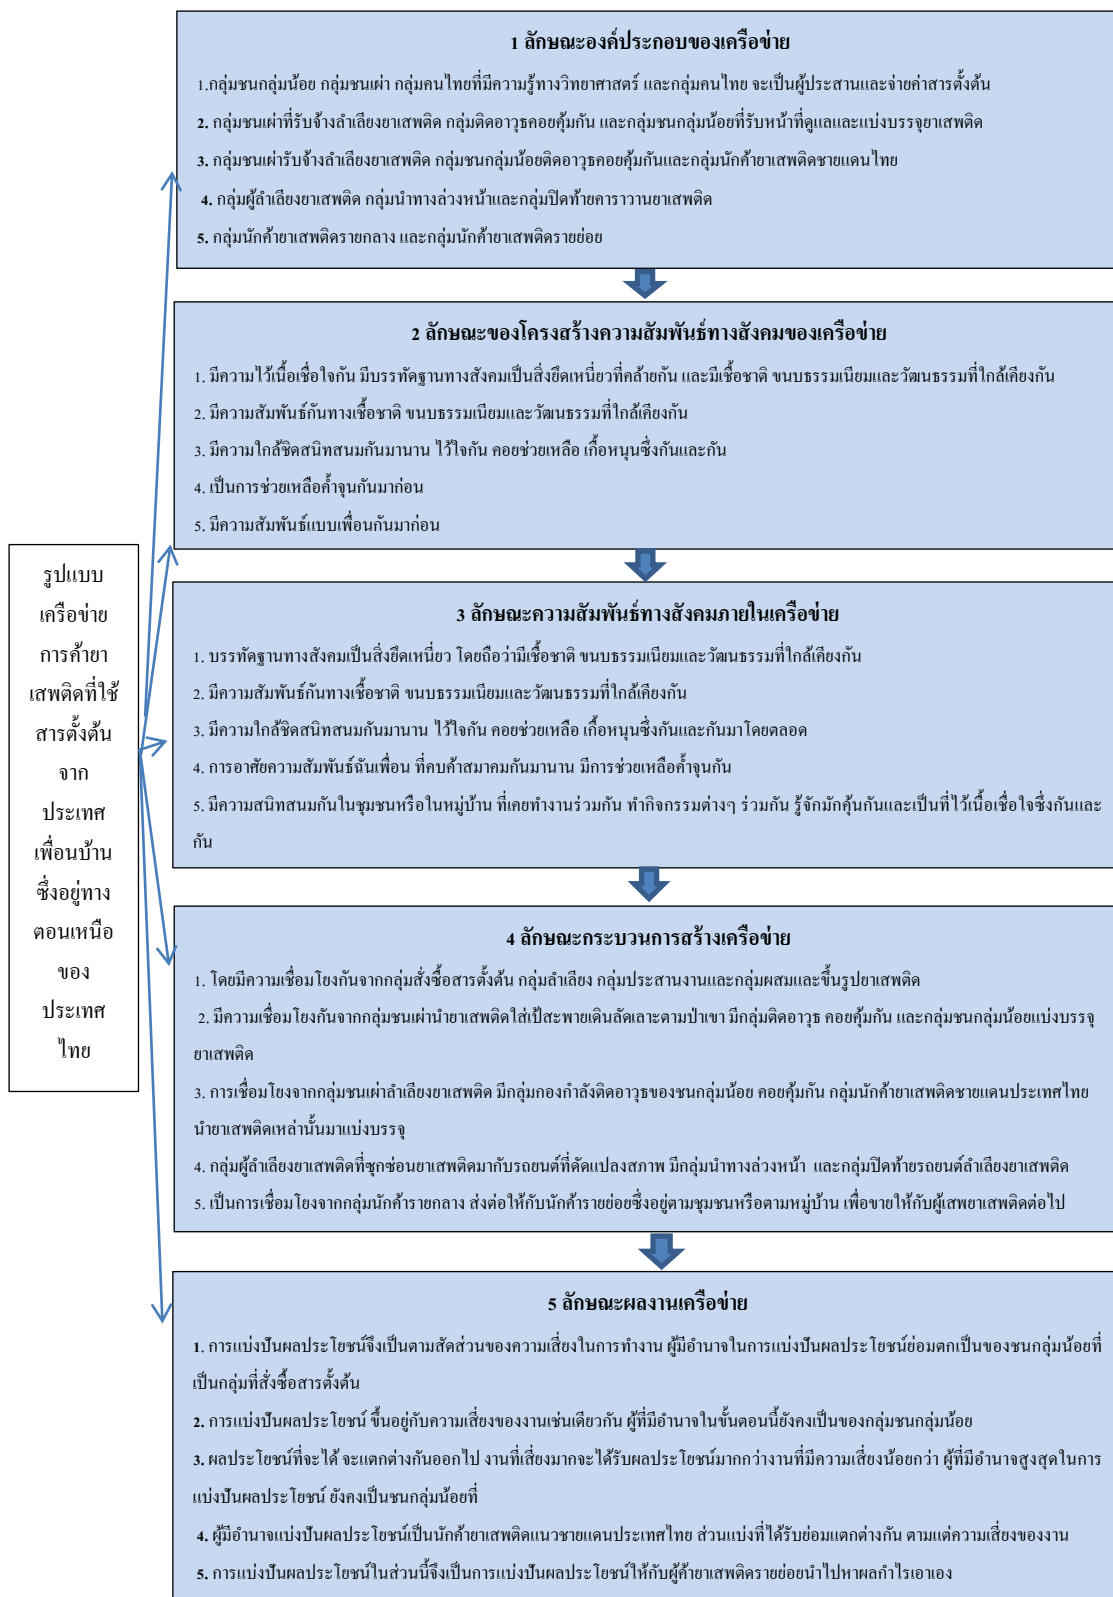 1 ลักษณะองค์ประกอบของเครือข่าย
1.กลุ่มชนกลุ่มน้อย กลุ่มชนเผ่า กลุ่มคนไทยที่มีความรู้ทางวิทยาศาสตร์ และกลุ่มคนไทย จะเป็นผู้ประสานและจ่ายค่าสารตั้งต้น
2. กลุ่มชนเผ่าที่รับจ้างลำเลียงยาเสพติด กลุ่มติดอาวุธคอยคุ้มกัน และกลุ่มชนกลุ่มน้อยที่รับหน้าที่ดูแลและแบ่งบรรจุยาเสพติด
3. กลุ่มชนเผ่ารับจ้างลำเลียงยาเสพติด กลุ่มชนกลุ่มน้อยติดอาวุธคอยคุ้มกันและกลุ่มนักค้ายาเสพติดชายแดนไทย
4. กลุ่มผู้ลำเลียงยาเสพติด กลุ่มนำทางล่วงหน้าและกลุ่มปิดท้ายคาราวานยาเสพติด
5. กลุ่มนักค้ายาเสพติดรายกลาง และกลุ่มนักค้ายาเสพติดรายย่อย
2 ลักษณะของโครงสร้างความสัมพันธ์ทางสังคมของเครือข่าย
1. มีความไว้เนื้อเชื่อใจกัน มีบรรทัดฐานทางสังคมเป็นสิ่งยึดเหนี่ยวที่คล้ายกัน และมีเชื้อชาติ ขนบธรรมเนียมและวัฒนธรรมที่ใกล้เคียงกัน
2. มีความสัมพันธ์กันทางเชื้อชาติ ขนบธรรมเนียมและวัฒนธรรมที่ใกล้เคียงกัน
3. มีความใกล้ชิดสนิทสนมกันมานาน ไว้ใจกัน คอยช่วยเหลือ เกื้อหนุนซึ่งกันและกัน
4. เป็นการช่วยเหลือค้ำจุนกันมาก่อน
5. มีความสัมพันธ์แบบเพื่อนกันมาก่อน
รูปแบบ
เครือข่าย
การค้ายา
เสพติดที่ใช้
สารตั้งต้น
จาก
ประเทศ
เพื่อนบ้าน
ซึ่งอยู่ทาง
ตอนเหนือ
ของ
ประเทศ
ไทย
3 ลักษณะความสัมพันธ์ทางสังคมภายในเครือข่าย
1. บรรทัดฐานทางสังคมเป็นสิ่งยึดเหนี่ยว โดยถือว่ามีเชื้อชาติ ขนบธรรมเนียมและวัฒนธรรมที่ใกล้เคียงกัน
2. มีความสัมพันธ์กันทางเชื้อชาติ ขนบธรรมเนียมและวัฒนธรรมที่ใกล้เคียงกัน
3. มีความใกล้ชิดสนิทสนมกันมานาน ไว้ใจกัน คอยช่วยเหลือ เกื้อหนุนซึ่งกันและกันมาโดยตลอด
4. การอาศัยความสัมพันธ์ฉันเพื่อน ที่คบค้าสมาคมกันมานาน มีการช่วยเหลือค้ำจุนกัน
5. มีความสนิทสนมกันในชุมชนหรือในหมู่บ้าน ที่เคยทำงานร่วมกัน ทำกิจกรรมต่างๆ ร่วมกัน รู้จักมักคุ้นกันและเป็นที่ไว้เนื้อเชื่อใจซึ่งกันและ
กัน
4 ลักษณะกระบวนการสร้างเครือข่าย
1. โดยมีความเชื่อมโยงกันจากกลุ่มสั่งซื้อสารตั้งต้น กลุ่มลำเลียง กลุ่มประสานงานและกลุ่มผสมและขึ้นรูปยาเสพติด
2. มีความเชื่อมโยงกันจากกลุ่มชนเผ่านำยาเสพติดใส่เป้สะพายเดินลัดเลาะตามป่าเขา มีกลุ่มติดอาวุธ คอยคุ้มกัน และกลุ่มชนกลุ่มน้อยแบ่งบรรจุ
ยาเสพติด
3. การเชื่อมโยงจากกลุ่มชนเผ่าลำเลียงยาเสพติด มีกลุ่มกองกำลังติดอาวุธของชนกลุ่มน้อย คอยคุ้มกัน กลุ่มนักค้ายาเสพติดชายแดนประเทศไทย
นำยาเสพติดเหล่านั้นมาแบ่งบรรจุ
4. กลุ่มผู้ลำเลียงยาเสพติดที่ซุกซ่อนยาเสพติดมากับรถยนต์ที่ดัดแปลงสภาพ มีกลุ่มนำทางล่วงหน้า และกลุ่มปิดท้ายรถยนต์ลำเลียงยาเสพติด
5. เป็นการเชื่อมโยงจากกลุ่มนักค้ารายกลาง ส่งต่อให้กับนักค้ารายย่อยซึ่งอยู่ตามชุมชนหรือตามหมู่บ้าน เพื่อขายให้กับผู้เสพยาเสพติดต่อไป
5 ลักษณะผลงานเครือข่าย
1. การแบ่งปันผลประโยชน์จึงเป็นตามสัดส่วนของความเสี่ยงในการทำงาน ผู้มีอำนาจในการแบ่งปันผลประโยชน์ย่อมตกเป็นของชนกลุ่มน้อยที่
เป็นกลุ่มที่สั่งซื้อสารตั้งต้น
2. การแบ่งปันผลประโยชน์ ขึ้นอยู่กับความเสี่ยงของงานเช่นเดียวกัน ผู้ที่มีอำนาจในขั้นตอนนี้ยังคงเป็นของกลุ่มชนกลุ่มน้อย
3. ผลประโยชน์ที่จะได้ จะแตกต่างกันออกไป งานที่เสี่ยงมากจะได้รับผลประโยชน์มากกว่างานที่มีความเสี่ยงน้อยกว่า ผู้ที่มีอำนาจสูงสุดในการ
แบ่งปันผลประโยชน์ ยังคงเป็นชนกลุ่มน้อยที่
4. ผู้มีอำนาจแบ่งปันผลประโยชน์เป็นนักค้ายาเสพติดแนวชายแดนประเทศไทย ส่วนแบ่งที่ได้รับย่อมแตกต่างกัน ตามแต่ความเสี่ยงของงาน
5. การแบ่งปันผลประโยชน์ในส่วนนี้จึงเป็นการแบ่งปันผลประโยชน์ให้กับผู้ค้ายาเสพติดรายย่อยนำไปหาผลกำไรเอาเอง